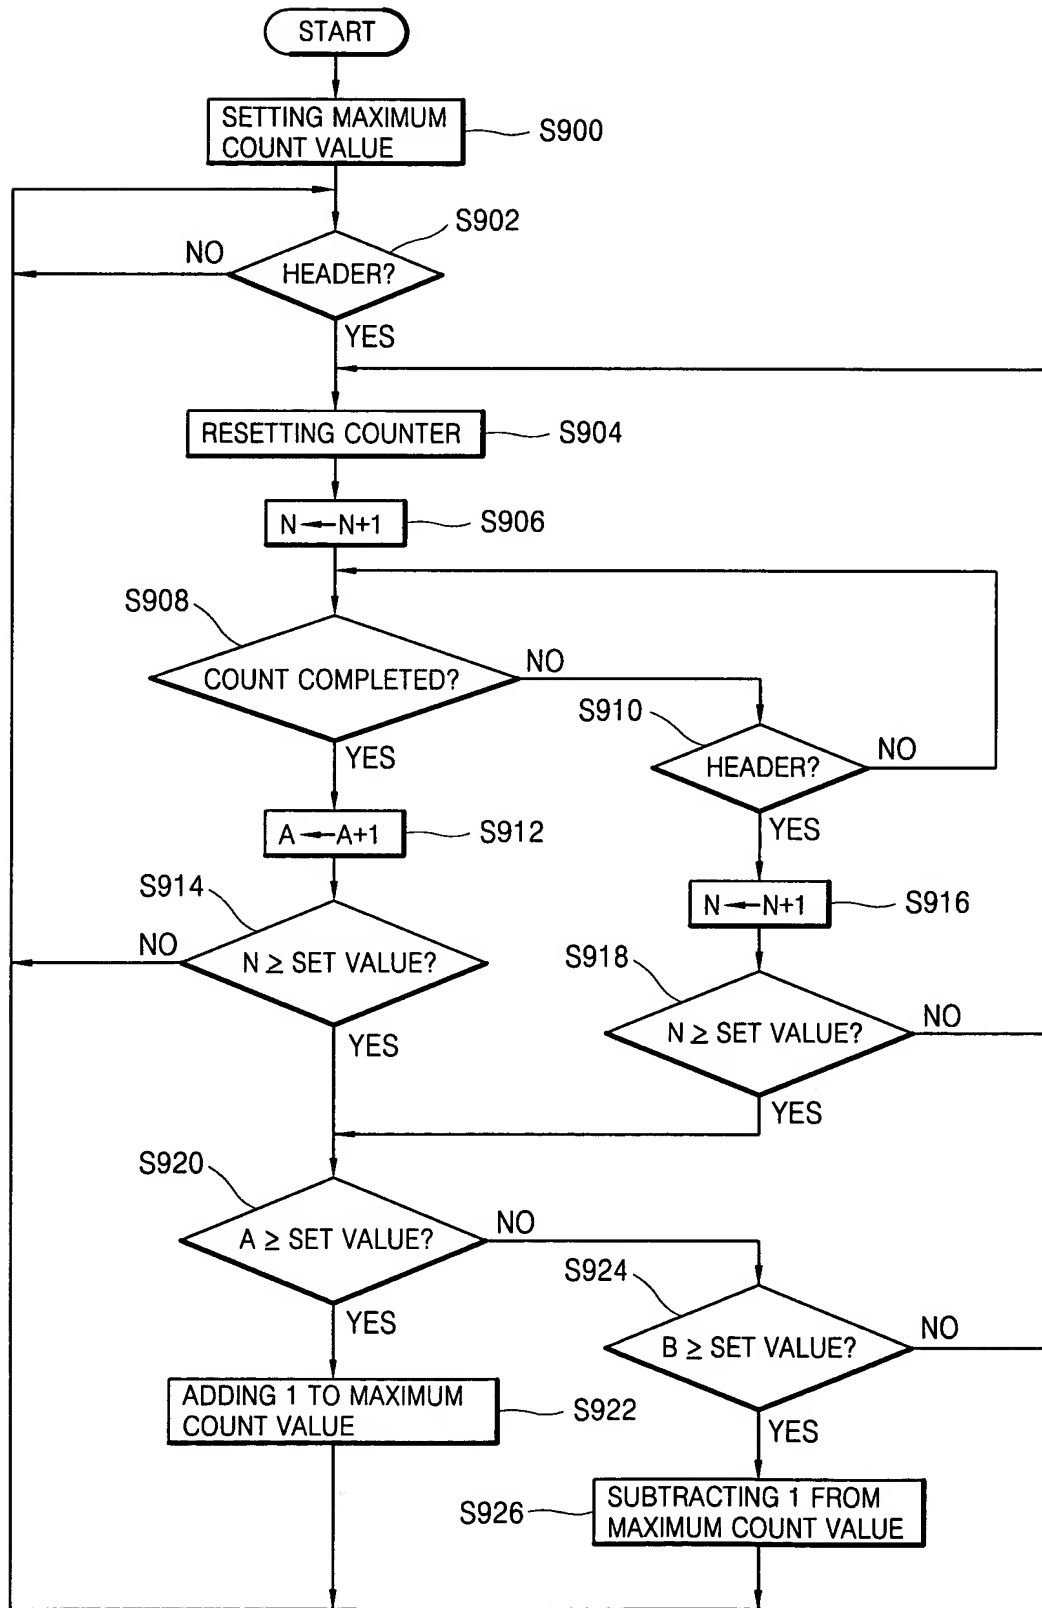 START
SETTING MAXIMUM
COUNT VALUE
S900
S902
NO
HEADER?
YES
RESETTING COUNTER
S904
N←N+1
S906
S908
COUNT COMPLETED?
NO
YES
S910
HEADER?
NO
YES
A←A+1
S912
S914
N ≥ SET VALUE?
NO
YES
N←N+1
S916
S918
N ≥ SET VALUE?
NO
YES
S920
A ≥ SET VALUE?
NO
YES
S924
B ≥ SET VALUE?
NO
YES
ADDING 1 TO MAXIMUM
COUNT VALUE
S922
S926
SUBTRACTING 1 FROM
MAXIMUM COUNT VALUE